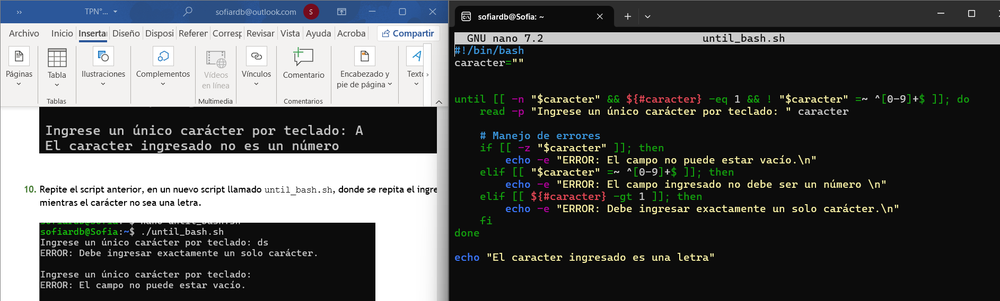 ››
TPN°...
sofiardb@outlook.com
S
Archivo Inicio Insertar Diseño Disposi Referer Corresp Revisar Vista Ayuda Acroba Compartir
Páginas
Tabla
Ilustraciones
Complementos
Vídeos
en línea
Vínculos
Comentario
Encabezado y
pie de página
Texto
Tablas
Multimedia
Comentarios
Ingrese un único carácter por teclado: A
El caracter ingresado no es un número
10. Repite el script anterior, en un nuevo script llamado until_bash.sh, donde se repita el ingre
mientras el carácter no sea una letra.
sofiardb@Sofia:~$ nano until_bash.sh
sofiardb@Sofia:~$ ./until_bash.sh
Ingrese un único carácter por teclado: ds
ERROR: Debe ingresar exactamente un solo carácter.
Ingrese un único carácter por teclado:
ERROR: El campo no puede estar vacío.
sofiardb@Sofia: ~
GNU nano 7.2 until_bash.sh
#!/bin/bash
caracter=""
until [[ -n "$caracter" && ${#caracter} -eq 1 && ! "$caracter" =~ ^[0-9]+$ ]]; do
read -p "Ingrese un único carácter por teclado: " caracter
# Manejo de errores
if [[ -z "$caracter" ]]; then
echo -e "ERROR: El campo no puede estar vacío.\n"
elif [[ "$caracter" =~ ^[0-9]+$ ]]; then
echo -e "ERROR: El campo ingresado no debe ser un número \n"
elif [[ ${#caracter} -gt 1 ]]; then
echo -e "ERROR: Debe ingresar exactamente un solo carácter.\n"
fi
done
echo "El caracter ingresado es una letra"